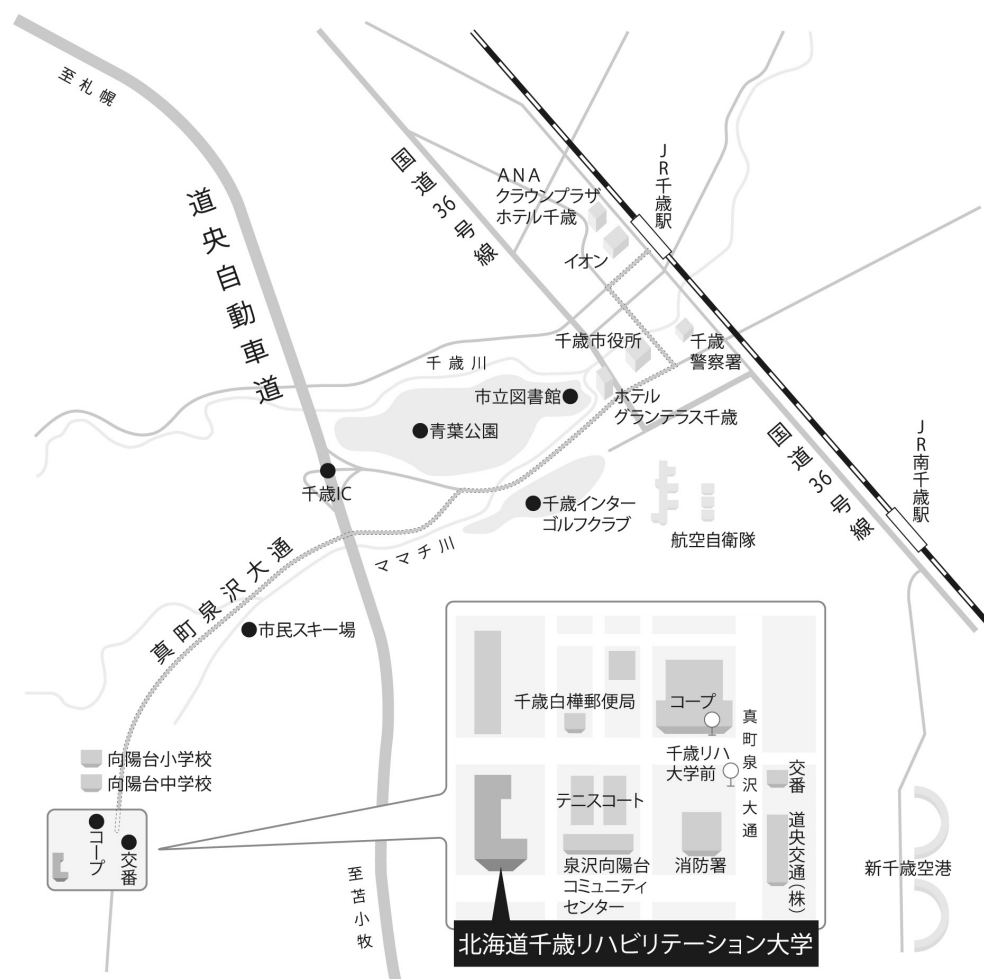 至札幌
道央自動車道
国道36号線
ANA
クラウンプラザ
ホテル千歳
イオン
JR千歳駅
千歳市役所
千歳
警察署
千歳川
市立図書館
ホテル
グランテラス千歳
青葉公園
千歳IC
千歳インター
ゴルフクラブ
ママチ川
航空自衛隊
国道36号線
JR南千歳駅
真町泉沢大通
市民スキー場
向陽台小学校
向陽台中学校
コープ
交番
至苫小牧
千歳白樺郵便局
コープ
千歳リハ
大学前
真町泉沢大通
交番
テニスコート
泉沢向陽台
コミュニティ
センター
消防署
道央交通(株)
北海道千歳リハビリテーション大学
新千歳空港